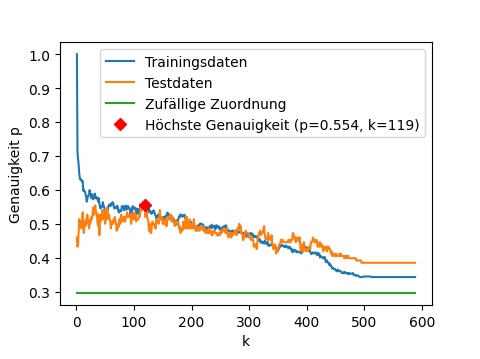 Trainingsdaten
Testdaten
Zufällige Zuordnung
Höchste Genauigkeit (p=0.554, k=119)
Genauigkeit p
1.0
0.9
0.8
0.7
0.6
0.5
0.4
0.3
0 100 200 300 400 500 600
k